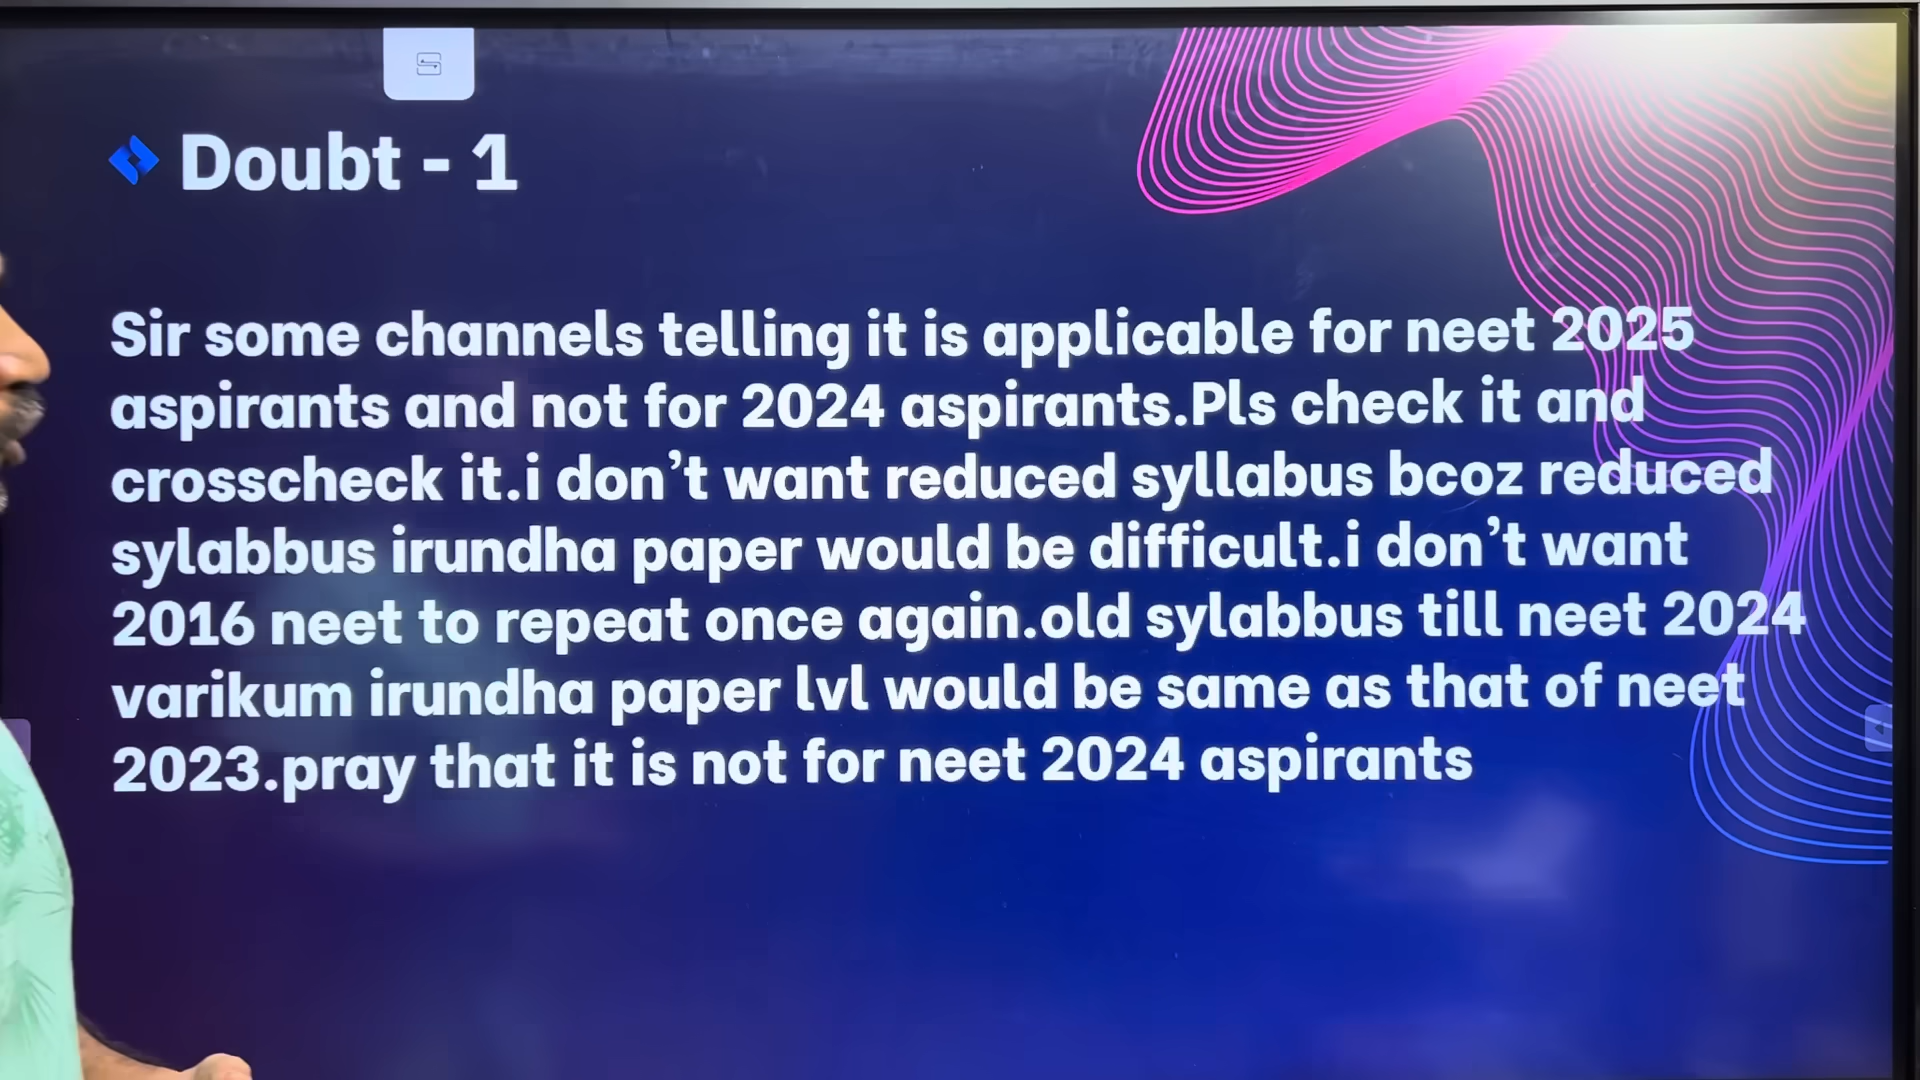 Doubt - 1
Sir some channels telling it is applicable for neet 2025
aspirants and not for 2024 aspirants.Pls check it and
crosscheck it.i don’t want reduced syllabus bcoz reduced
sylabbus irundha paper would be difficult.i don’t want
2016 neet to repeat once again.old sylabbus till neet 2024
varikum irundha paper lvl would be same as that of neet
2023.pray that it is not for neet 2024 aspirants